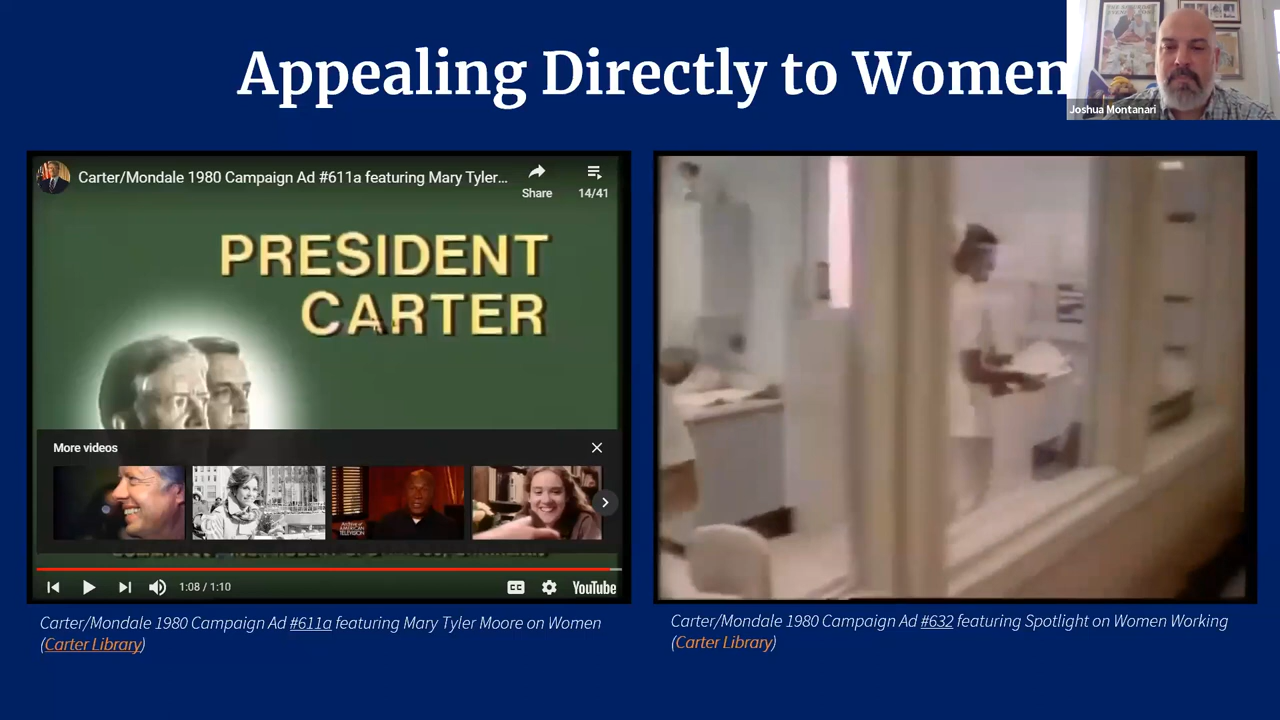 Appealing Directly to Women
Joshua Montanari
Carter/Mondale 1980 Campaign Ad #611a featuring Mary Tyler...
Share
14/41
PRESIDENT
CARTER
More videos
1:08 / 1:10
CC
YouTube
Carter/Mondale 1980 Campaign Ad #611a featuring Mary Tyler Moore on Women
(Carter Library)
Carter/Mondale 1980 Campaign Ad #632 featuring Spotlight on Women Working
(Carter Library)